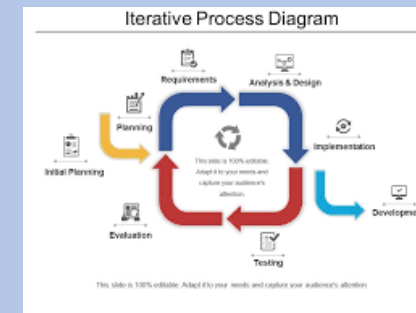 Iterative Process Diagram
Requirements
Analysis & Design
Planning
Implementation
Initial Planning
This slide is 100% editable.
Adapt it to your needs and
capture your audience's
attention.
Developme
Evaluation
Testing
This slide is 100% editable. Adapt it to your needs and capture your audience's attention.